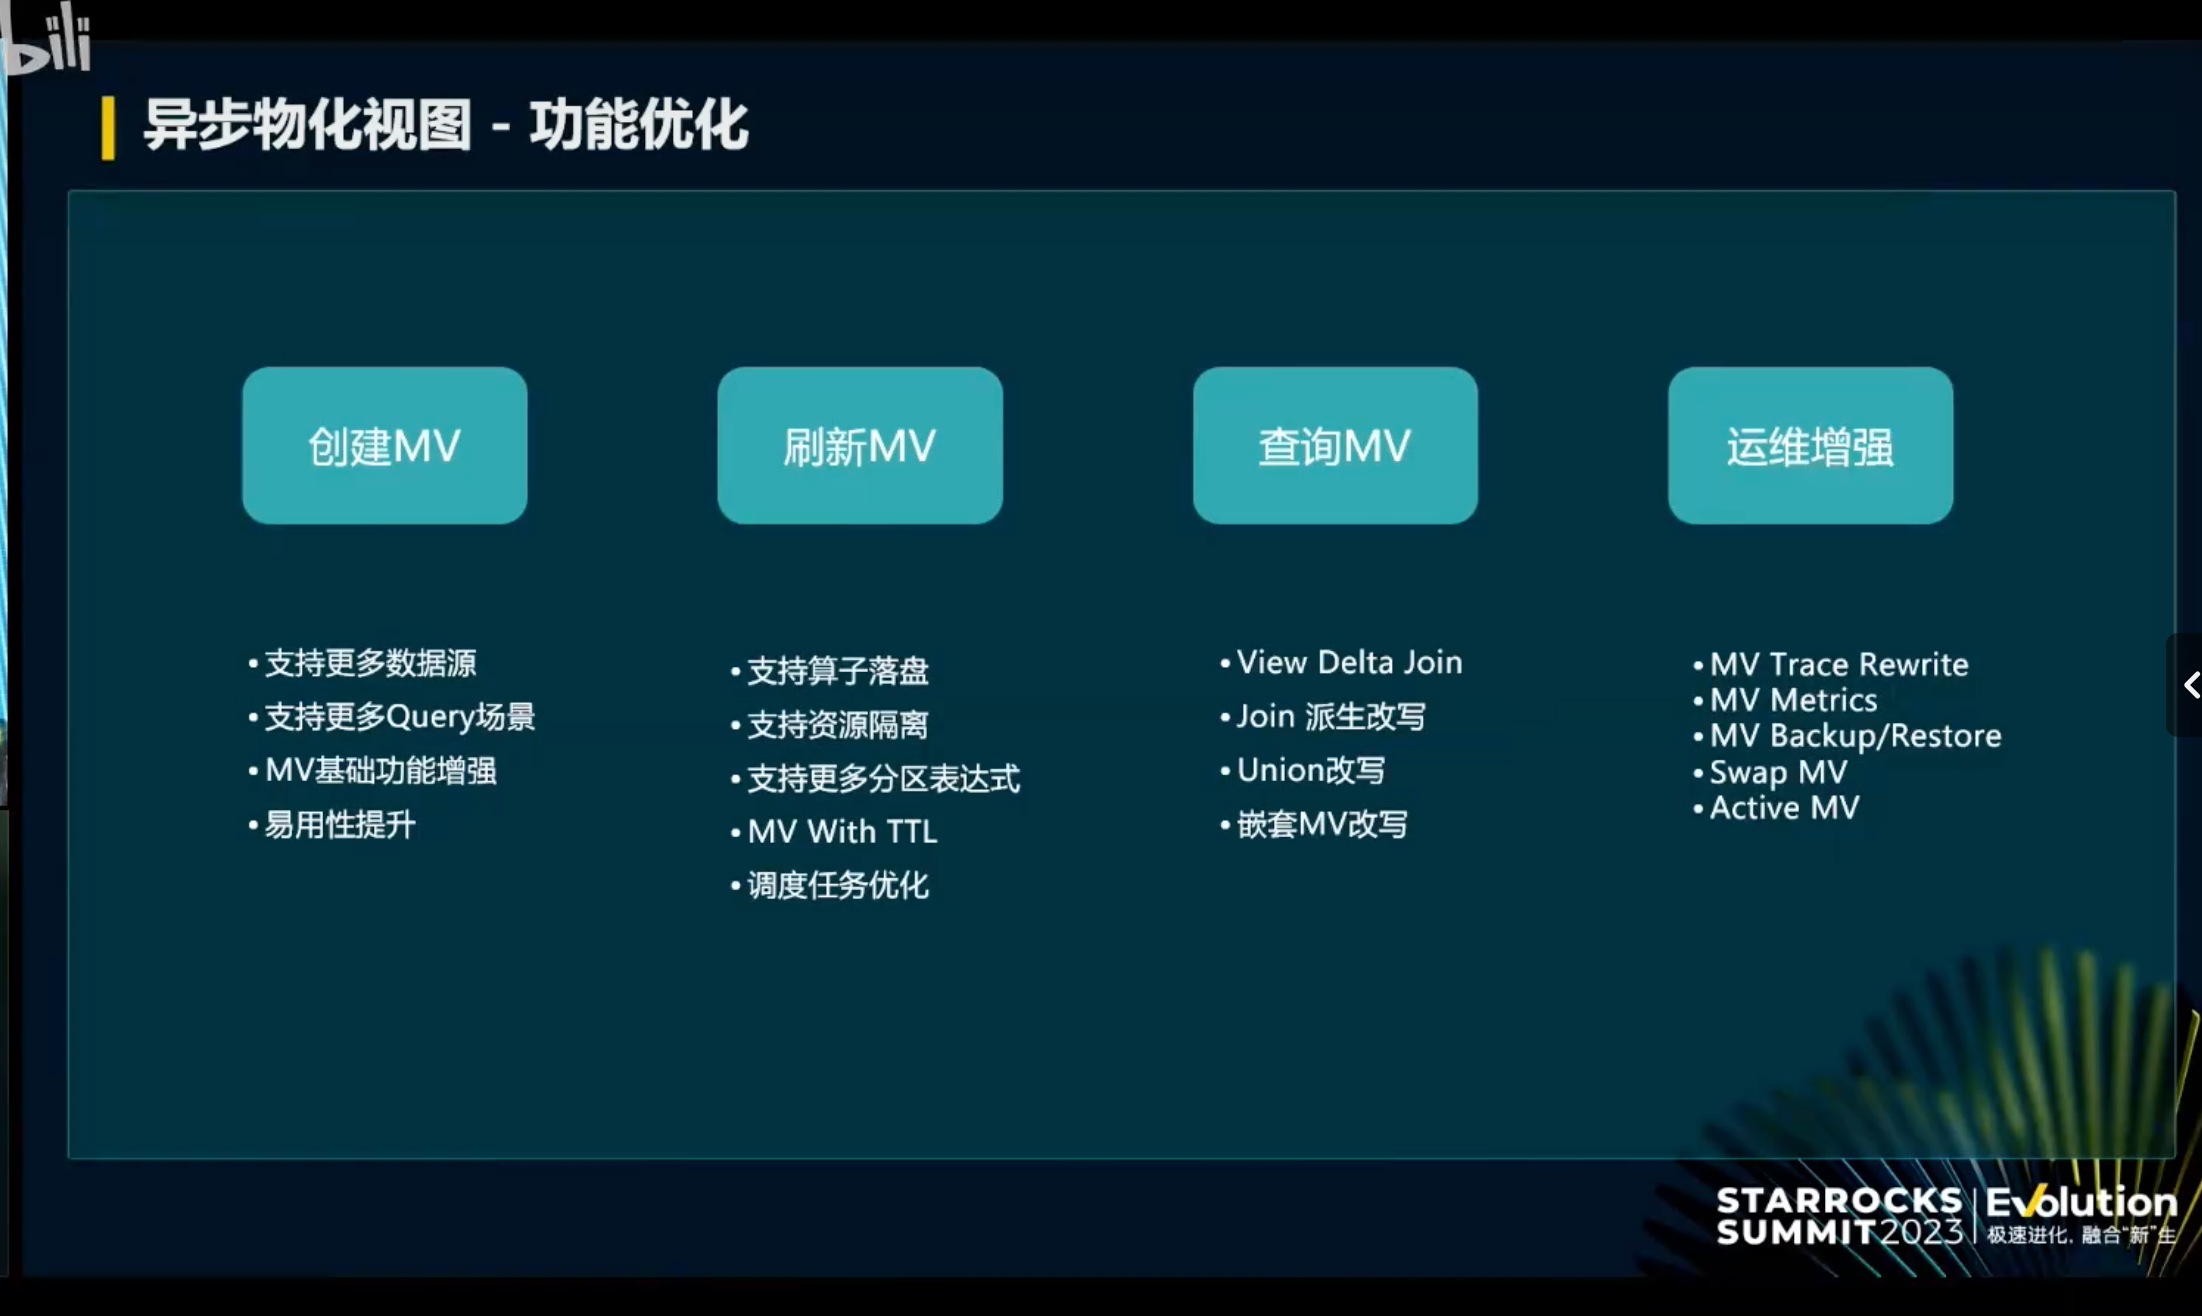 bili
异步物化视图 - 功能优化
创建MV
• 支持更多数据源
• 支持更多Query场景
• MV基础功能增强
• 易用性提升
刷新MV
• 支持算子落盘
• 支持资源隔离
• 支持更多分区表达式
• MV With TTL
• 调度任务优化
查询MV
• View Delta Join
• Join 派生改写
• Union改写
• 嵌套MV改写
运维增强
• MV Trace Rewrite
• MV Metrics
• MV Backup/Restore
• Swap MV
• Active MV
STARROCKS
SUMMIT2023
Evolution
极速进化, 融合“新”生